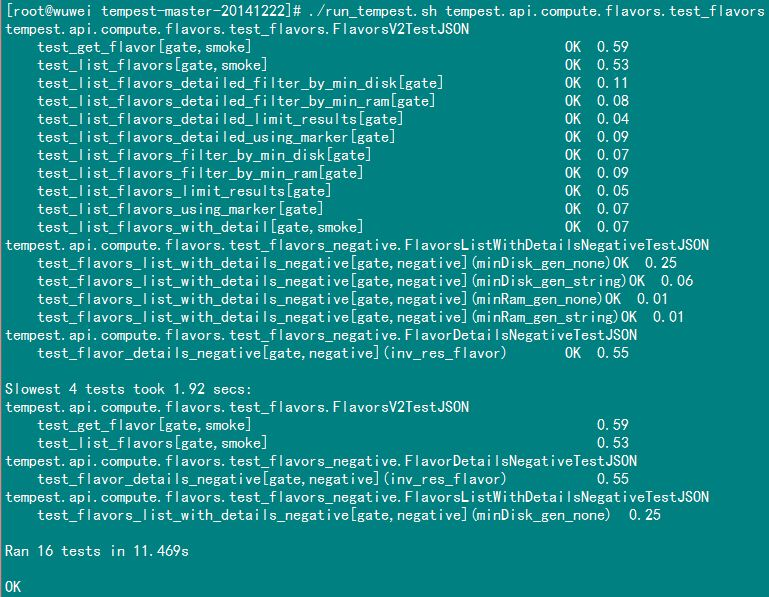 [root@wuwei tempest-master-20141222]# ./run_tempest.sh tempest.api.compute.flavors.test_flavors
tempest.api.compute.flavors.test_flavors.FlavorsV2TestJSON
    test_get_flavor[gate,smoke]                                       OK  0.59
    test_list_flavors[gate,smoke]                                     OK  0.53
    test_list_flavors_detailed_filter_by_min_disk[gate]               OK  0.11
    test_list_flavors_detailed_filter_by_min_ram[gate]                OK  0.08
    test_list_flavors_detailed_limit_results[gate]                    OK  0.04
    test_list_flavors_detailed_using_marker[gate]                     OK  0.09
    test_list_flavors_filter_by_min_disk[gate]                        OK  0.07
    test_list_flavors_filter_by_min_ram[gate]                         OK  0.09
    test_list_flavors_limit_results[gate]                             OK  0.05
    test_list_flavors_using_marker[gate]                              OK  0.07
    test_list_flavors_with_detail[gate,smoke]                         OK  0.07
tempest.api.compute.flavors.test_flavors_negative.FlavorsListWithDetailsNegativeTestJSON
    test_flavors_list_with_details_negative[gate,negative](minDisk_gen_none)OK  0.25
    test_flavors_list_with_details_negative[gate,negative](minDisk_gen_string)OK  0.06
    test_flavors_list_with_details_negative[gate,negative](minRam_gen_none)OK  0.01
    test_flavors_list_with_details_negative[gate,negative](minRam_gen_string)OK  0.01
tempest.api.compute.flavors.test_flavors_negative.FlavorDetailsNegativeTestJSON
    test_flavor_details_negative[gate,negative](inv_res_flavor)       OK  0.55
Slowest 4 tests took 1.92 secs:
tempest.api.compute.flavors.test_flavors.FlavorsV2TestJSON
    test_get_flavor[gate,smoke]                                           0.59
    test_list_flavors[gate,smoke]                                         0.53
tempest.api.compute.flavors.test_flavors_negative.FlavorDetailsNegativeTestJSON
    test_flavor_details_negative[gate,negative](inv_res_flavor)           0.55
tempest.api.compute.flavors.test_flavors_negative.FlavorsListWithDetailsNegativeTestJSON
    test_flavors_list_with_details_negative[gate,negative](minDisk_gen_none)  0.25
Ran 16 tests in 11.469s
OK